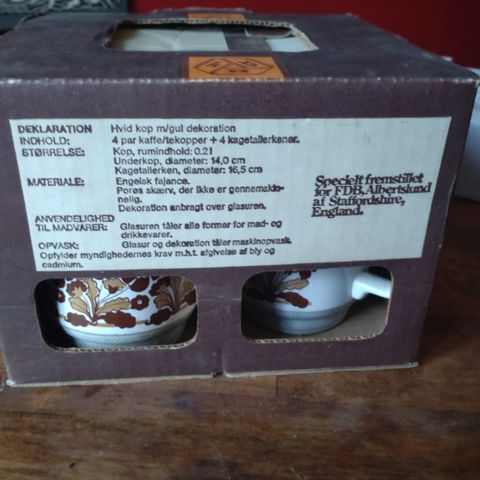 DEKLARATION Hvid kop m/gul dekoration
INDHOLD: 4 par kaffe/tekopper + 4 kagetallerkener.
STØRRELSE: Kop, rumindhold: 0.2 l
Underkop, diameter: 14,0 cm
Kagetallerken, diameter: 16,5 cm
MATERIALE: Engelsk fajance.
Porøs skærv, der ikke er gennemskin-
nelig.
Dekoration anbragt over glasuren.
ANVENDELIGHED
TIL MADVARER: Glasuren tåler alle former for mad- og
drikkevarer.
OPVASK: Glasur og dekoration tåler maskinopvask.
Opfylder myndighedernes krav m.h.t. afgivelse af bly og
cadmium.
Specielt fremstillet
for FDB, Albertslund
af Staffordshire,
England.